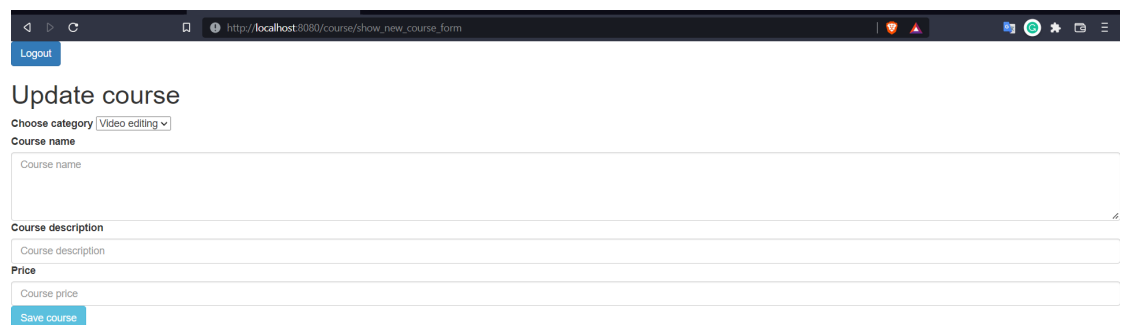 http://localhost:8080/course/show_new_course_form
Logout
Update course
Choose category Video editing
Course name
Course name
Course description
Course description
Price
Course price
Save course